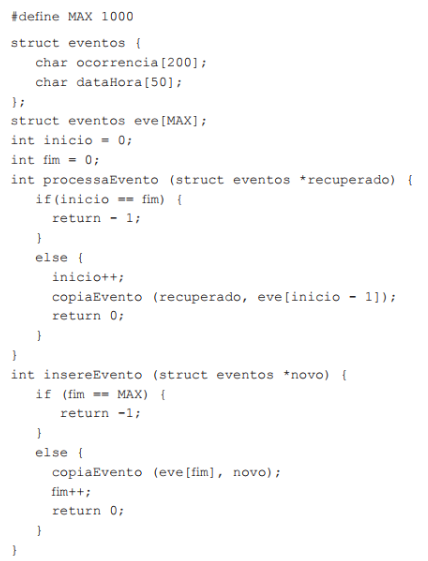 #define MAX 1000
struct eventos {
char ocorrencia[200];
char dataHora[50];
};
struct eventos eve[MAX];
int inicio = 0;
int fim = 0;
int processaEvento (struct eventos *recuperado) {
if(inicio == fim) {
return - 1;
}
else {
inicio++;
copiaEvento (recuperado, eve[inicio - 1]);
return 0;
}
}
int insereEvento (struct eventos *novo) {
if (fim == MAX) {
return -1;
}
else {
copiaEvento (eve[fim], novo);
fim++;
return 0;
}
}